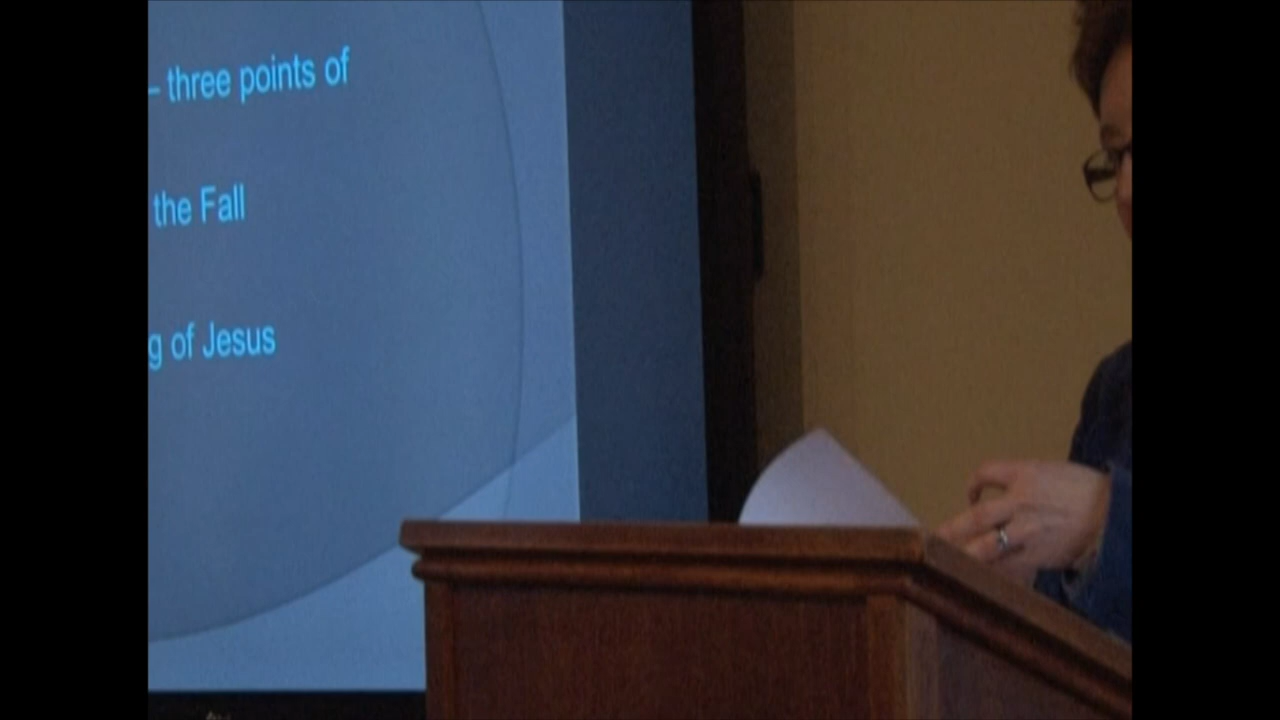 – three points of
the Fall
g of Jesus